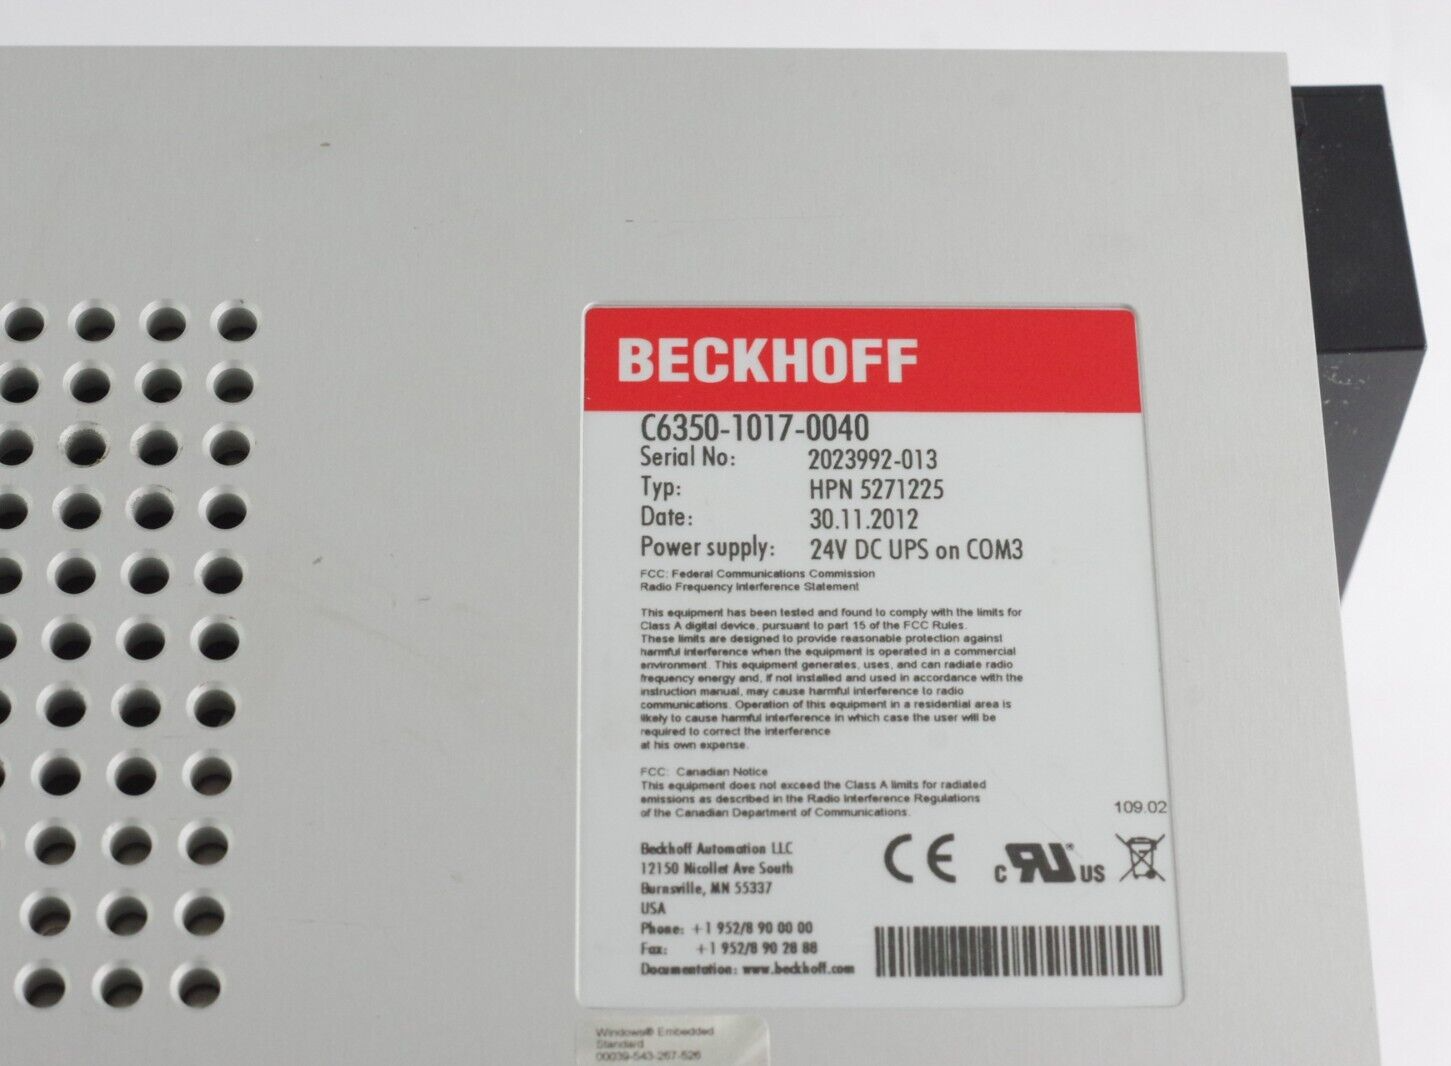 BECKHOFF
C6350-1017-0040
Serial No: 2023992-013
Typ: HPN 5271225
Date: 30.11.2012
Power supply: 24V DC UPS on COM3
FCC: Federal Communications Commission
Radio Frequency Interference Statement
This equipment has been tested and found to comply with the limits for
Class A digital device, pursuant to part 15 of the FCC Rules.
These limits are designed to provide reasonable protection against
harmful interference when the equipment is operated in a commercial
environment. This equipment generates, uses, and can radiate radio
frequency energy and, if not installed and used in accordance with the
instruction manual, may cause harmful interference to radio
communications. Operation of this equipment in a residential area is
likely to cause harmful interference in which case the user will be
required to correct the interference
at his own expense.
FCC: Canadian Notice
This equipment does not exceed the Class A limits for radiated
emissions as described in the Radio Interference Regulations
of the Canadian Department of Communications.
109.02
Beckhoff Automation LLC
12150 Nicollet Ave South
Burnsville, MN 55337
USA
Phone: +1 952/8 90 00 00
Fax: +1 952/8 90 28 88
Documentation: www.beckhoff.com
CE
C RU® US
Windows® Embedded
Standard
00039-543-267-526